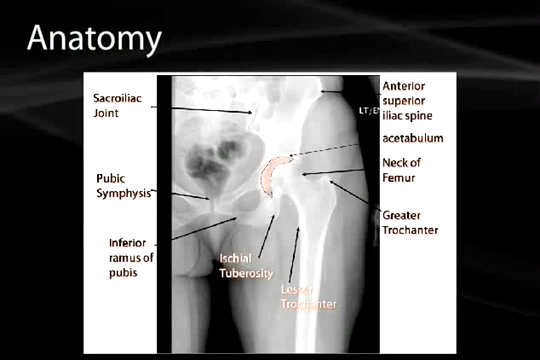 Anatomy
Sacroiliac
Joint
Pubic
Symphysis
Inferior
ramus of
pubis
Ischial
Tuberosity
Lesser
Trochanter
Anterior
superior
iliac spine
acetabulum
Neck of
Femur
Greater
Trochanter